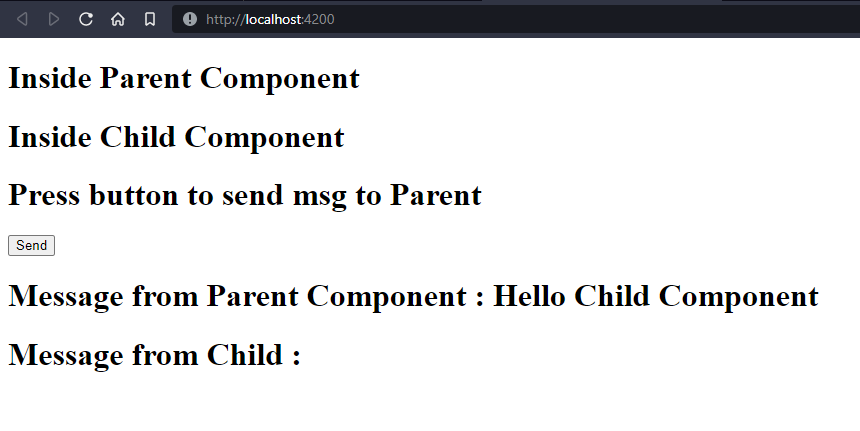 http://localhost:4200
Inside Parent Component
Inside Child Component
Press button to send msg to Parent
Send
Message from Parent Component : Hello Child Component
Message from Child :